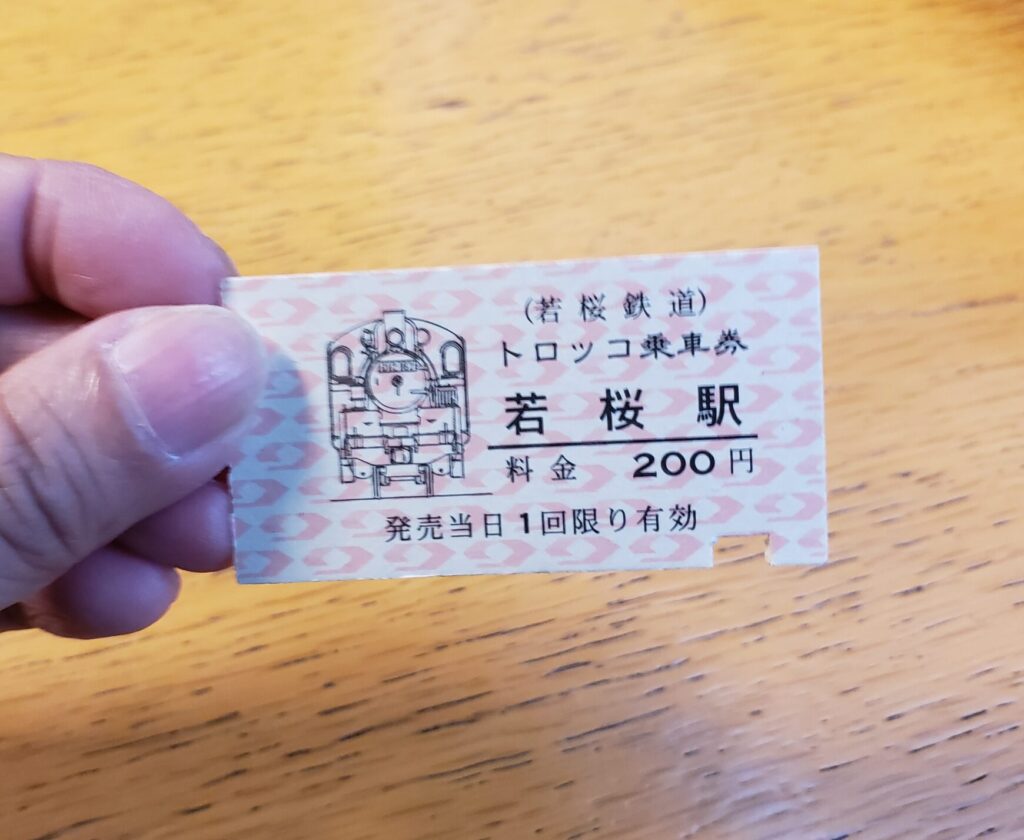 (若桜鉄道)
トロッコ乗車券
若桜駅
料金 200円
発売当日1回限り有効